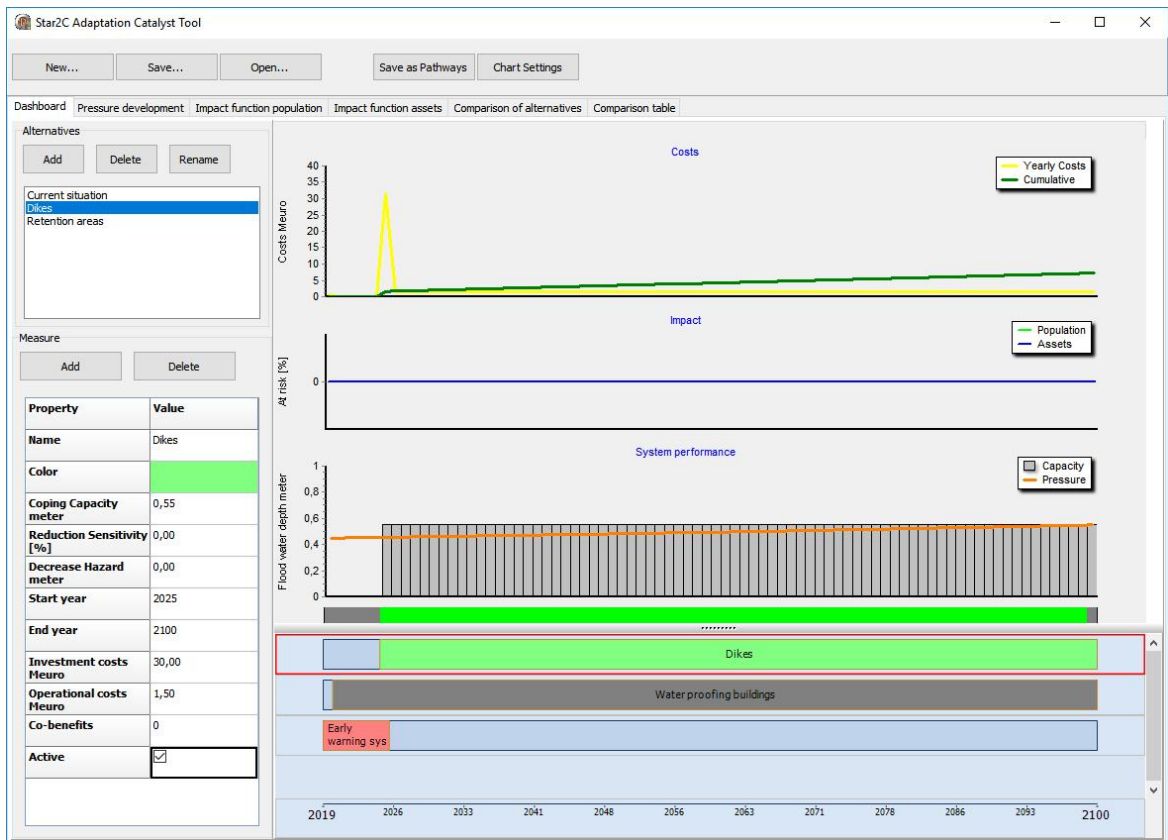 Star2C Adaptation Catalyst Tool
New... Save... Open... Save as Pathways Chart Settings
Dashboard Pressure development Impact function population Impact function assets Comparison of alternatives Comparison table
Alternatives
Add Delete Rename
Current situation
Dikes
Retention areas
Measure
Add Delete
Property Value
Name Dikes
Color
Coping Capacity
meter 0,55
Reduction Sensitivity
[%] 0,00
Decrease Hazard
meter 0,00
Start year 2025
End year 2100
Investment costs
Meuro 30,00
Operational costs
Meuro 1,50
Co-benefits 0
Active
Costs
Yearly Costs
Cumulative
Costs Meuro
40
35
30
25
20
15
10
5
0
Impact
Population
Assets
At risk [%]
0
System performance
Capacity
Pressure
Flood water depth meter
1
0,8
0,6
0,4
0,2
0
Dikes
Water proofing buildings
Early
warning sys
2019 2026 2033 2041 2048 2056 2063 2071 2078 2086 2093 2100